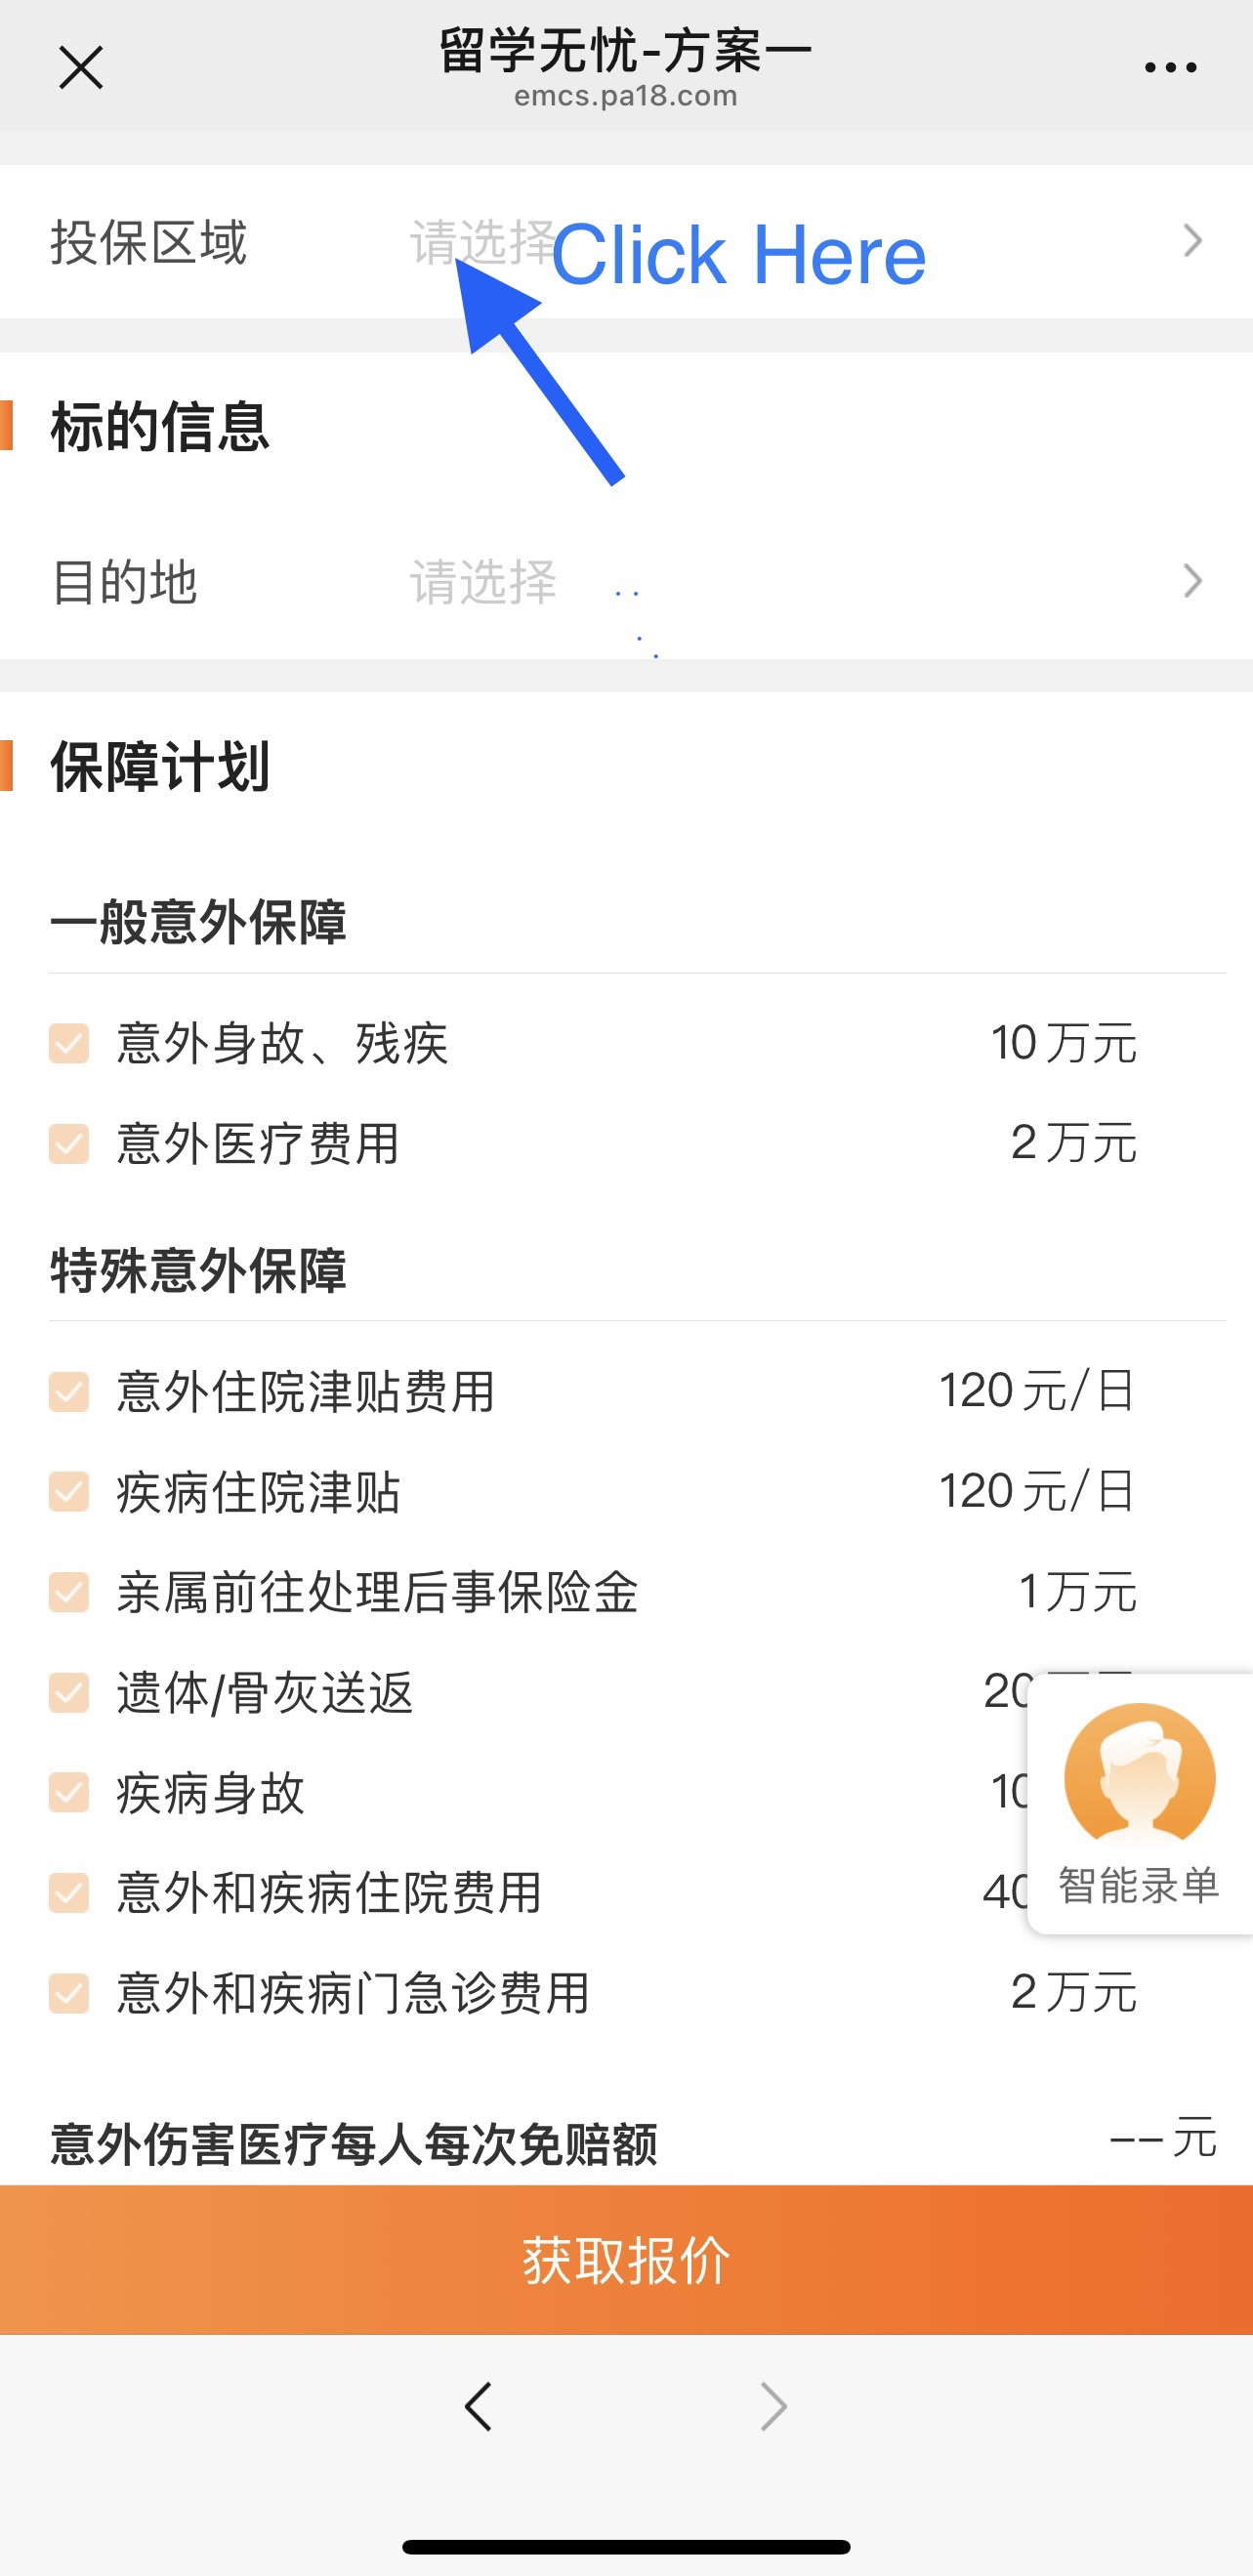 留学无忧-方案一
emcs.pa18.com
投保区域 请选择 Click Here
标的信息
目的地 请选择
保障计划
一般意外保障
意外身故、残疾 10 万元
意外医疗费用 2 万元
特殊意外保障
意外住院津贴费用 120 元/日
疾病住院津贴 120 元/日
亲属前往处理后事保险金 1 万元
遗体/骨灰送返 20
疾病身故 10
智能录单
意外和疾病住院费用 40
意外和疾病门急诊费用 2 万元
意外伤害医疗每人每次免赔额 -- 元
获取报价